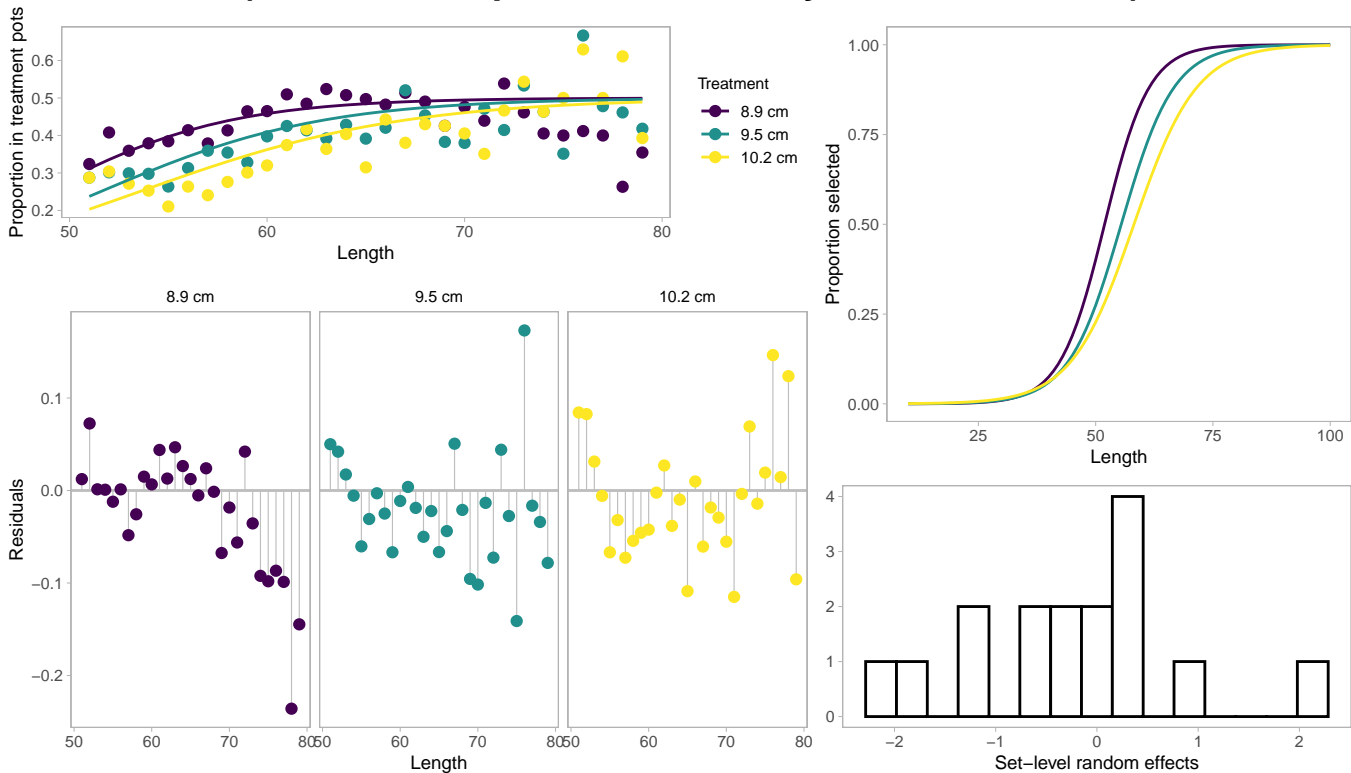 Proportion in treatment pots
0.6
0.5
0.4
0.3
0.2
50 60 70 80
Length
Treatment
8.9 cm
9.5 cm
10.2 cm
Proportion selected
1.00
0.75
0.50
0.25
0.00
25 50 75 100
Length
8.9 cm 9.5 cm 10.2 cm
Residuals
0.1
0.0
−0.1
−0.2
50 60 70 80 50 60 70 80 50 60 70 80
Length
4
3
2
1
0
−2 −1 0 1 2
Set−level random effects